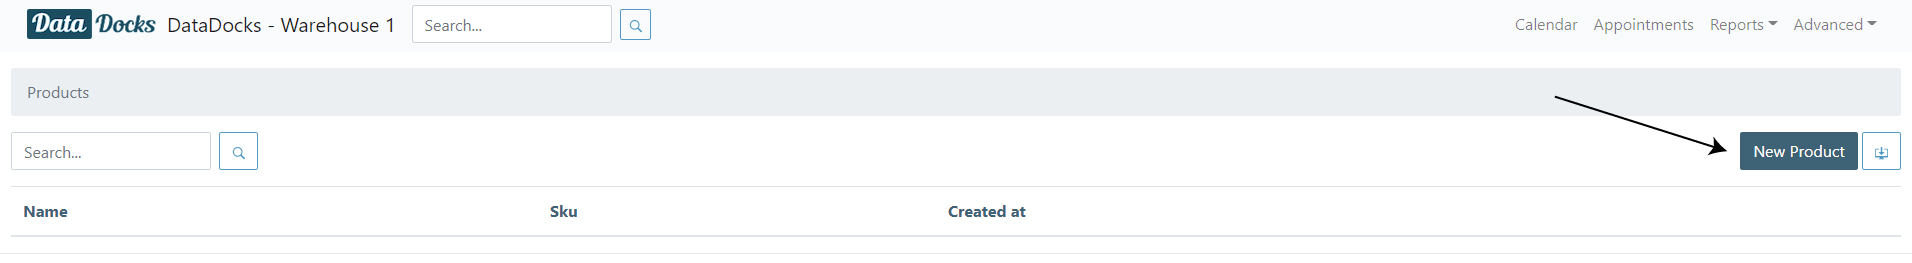 Data Docks DataDocks - Warehouse 1 Search... Calendar Appointments Reports Advanced
Products
Search... New Product
Name Sku Created at